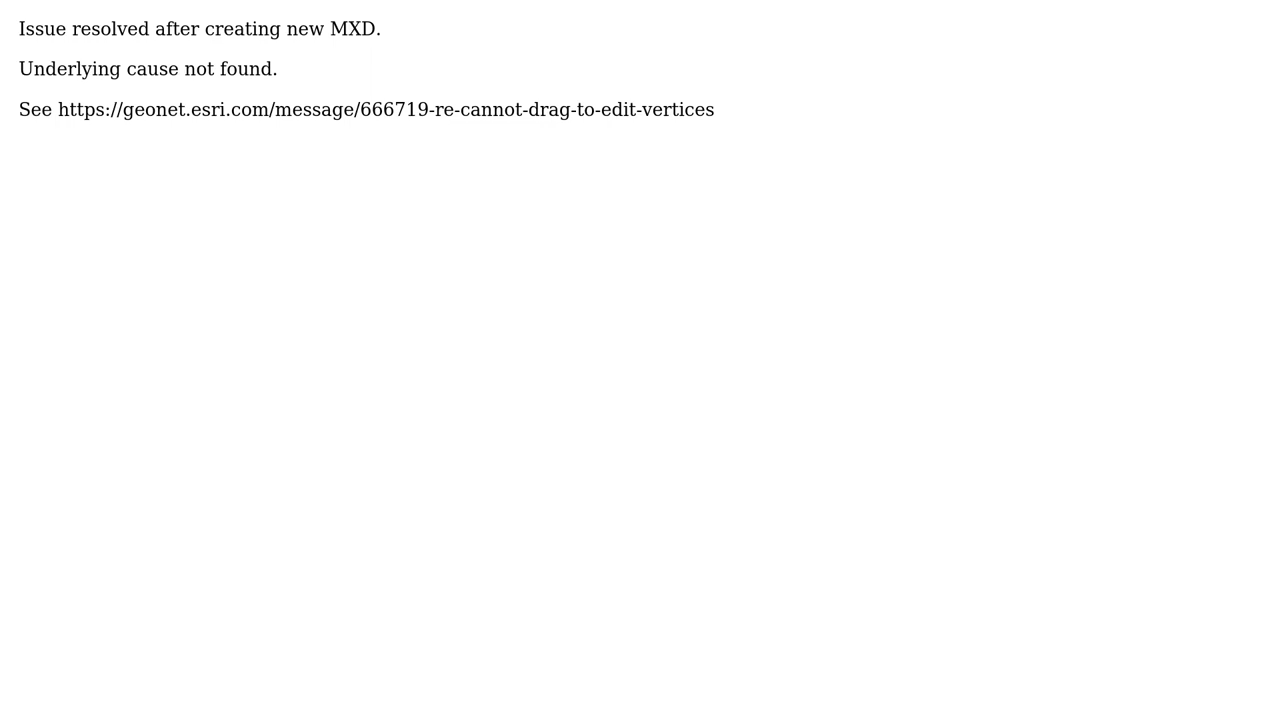 Issue resolved after creating new MXD.
Underlying cause not found.
See https://geonet.esri.com/message/666719-re-cannot-drag-to-edit-vertices